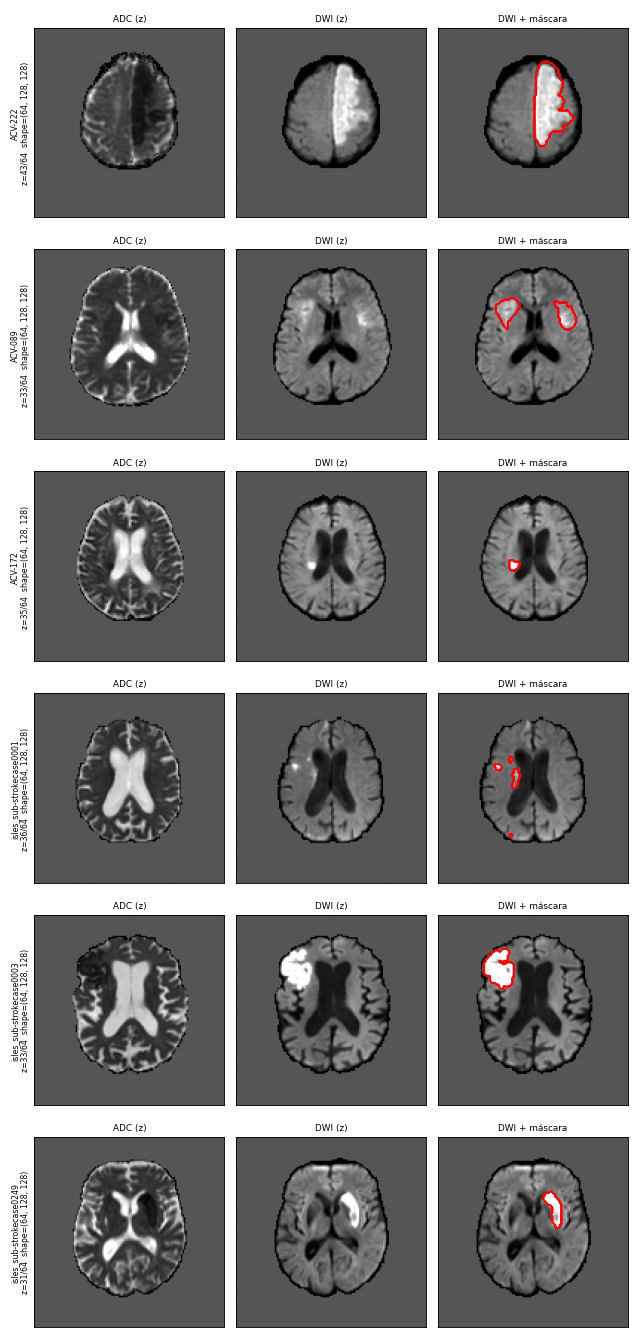 ADC (z) DWI (z) DWI + máscara
ACV-222
z=43/64 shape=(64, 128, 128)
ADC (z) DWI (z) DWI + máscara
ACV-089
z=33/64 shape=(64, 128, 128)
ADC (z) DWI (z) DWI + máscara
ACV-172
z=35/64 shape=(64, 128, 128)
ADC (z) DWI (z) DWI + máscara
isles_sub-strokecase0001
z=36/64 shape=(64, 128, 128)
ADC (z) DWI (z) DWI + máscara
isles_sub-strokecase0003
z=33/64 shape=(64, 128, 128)
ADC (z) DWI (z) DWI + máscara
isles_sub-strokecase0249
z=31/64 shape=(64, 128, 128)